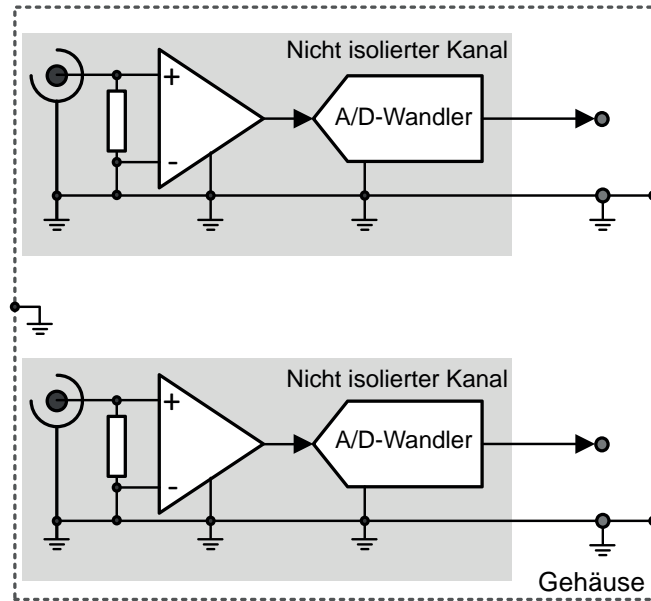 Nicht isolierter Kanal
+
A/D-Wandler
-
Nicht isolierter Kanal
+
A/D-Wandler
-
Gehäuse